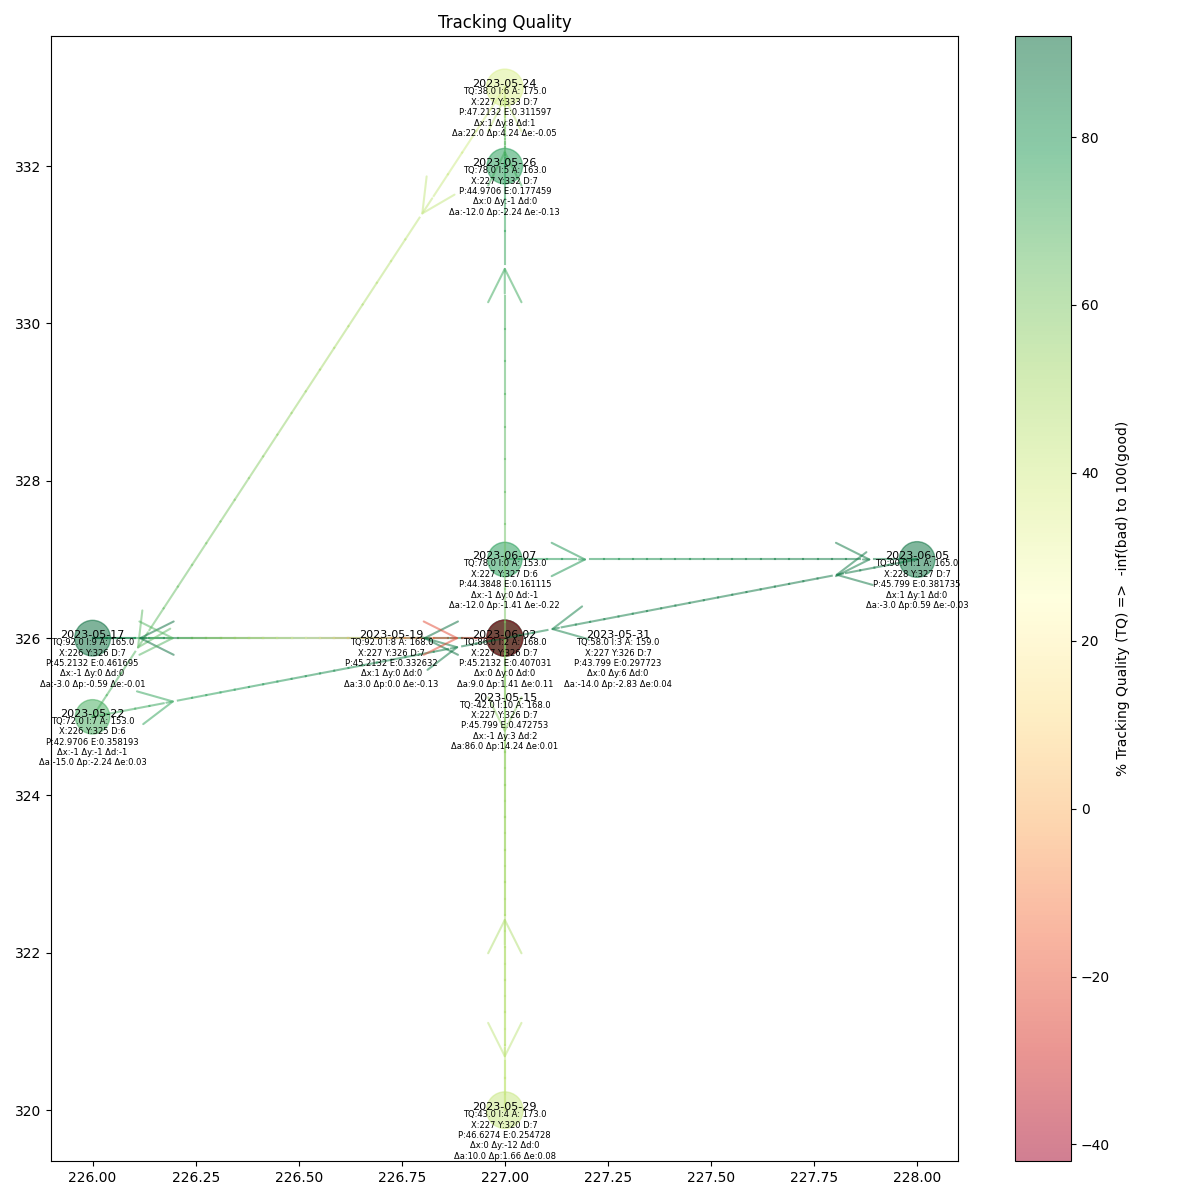 Tracking Quality
2023-05-24
TQ:38.0 I:6 A: 175.0
X:227 Y:333 D:7
P:47.2132 E:0.311597
Δx:1 Δy:8 Δd:1
Δa:22.0 Δp:4.24 Δe:-0.05
2023-05-26
TQ:78.0 I:5 A: 163.0
X:227 Y:332 D:7
P:44.9706 E:0.177459
Δx:0 Δy:-1 Δd:0
Δa:-12.0 Δp:-2.24 Δe:-0.13
2023-06-07
TQ:78.0 I:0 A: 153.0
X:227 Y:327 D:6
P:44.3848 E:0.161115
Δx:-1 Δy:0 Δd:-1
Δa:-12.0 Δp:-1.41 Δe:-0.22
2023-06-05
TQ:90.0 I:1 A: 165.0
X:228 Y:327 D:7
P:45.799 E:0.381735
Δx:1 Δy:1 Δd:0
Δa:-3.0 Δp:0.59 Δe:-0.03
2023-05-17
TQ:92.0 I:9 A: 165.0
X:226 Y:326 D:7
P:45.2132 E:0.461695
Δx:-1 Δy:0 Δd:0
Δa:-3.0 Δp:-0.59 Δe:-0.01
2023-05-19
TQ:92.0 I:8 A: 168.0
X:227 Y:326 D:7
P:45.2132 E:0.332632
Δx:1 Δy:0 Δd:0
Δa:3.0 Δp:0.0 Δe:-0.13
2023-06-02
TQ:86.0 I:2 A: 168.0
X:227 Y:326 D:7
P:45.2132 E:0.407031
Δx:0 Δy:0 Δd:0
Δa:9.0 Δp:1.41 Δe:0.11
2023-05-31
TQ:58.0 I:3 A: 159.0
X:227 Y:326 D:7
P:43.799 E:0.297723
Δx:0 Δy:6 Δd:0
Δa:-14.0 Δp:-2.83 Δe:0.04
2023-05-22
TQ:72.0 I:7 A: 153.0
X:226 Y:325 D:6
P:42.9706 E:0.358193
Δx:-1 Δy:-1 Δd:-1
Δa:-15.0 Δp:-2.24 Δe:0.03
2023-05-15
TQ:-42.0 I:10 A: 168.0
X:227 Y:326 D:7
P:45.799 E:0.472753
Δx:-1 Δy:3 Δd:2
Δa:86.0 Δp:14.24 Δe:0.01
2023-05-29
TQ:43.0 I:4 A: 173.0
X:227 Y:320 D:7
P:46.6274 E:0.254728
Δx:0 Δy:-12 Δd:0
Δa:10.0 Δp:1.66 Δe:0.08
332
330
328
326
324
322
320
226.00 226.25 226.50 226.75 227.00 227.25 227.50 227.75 228.00
80
60
40
20
0
−20
−40
% Tracking Quality (TQ) => -inf(bad) to 100(good)